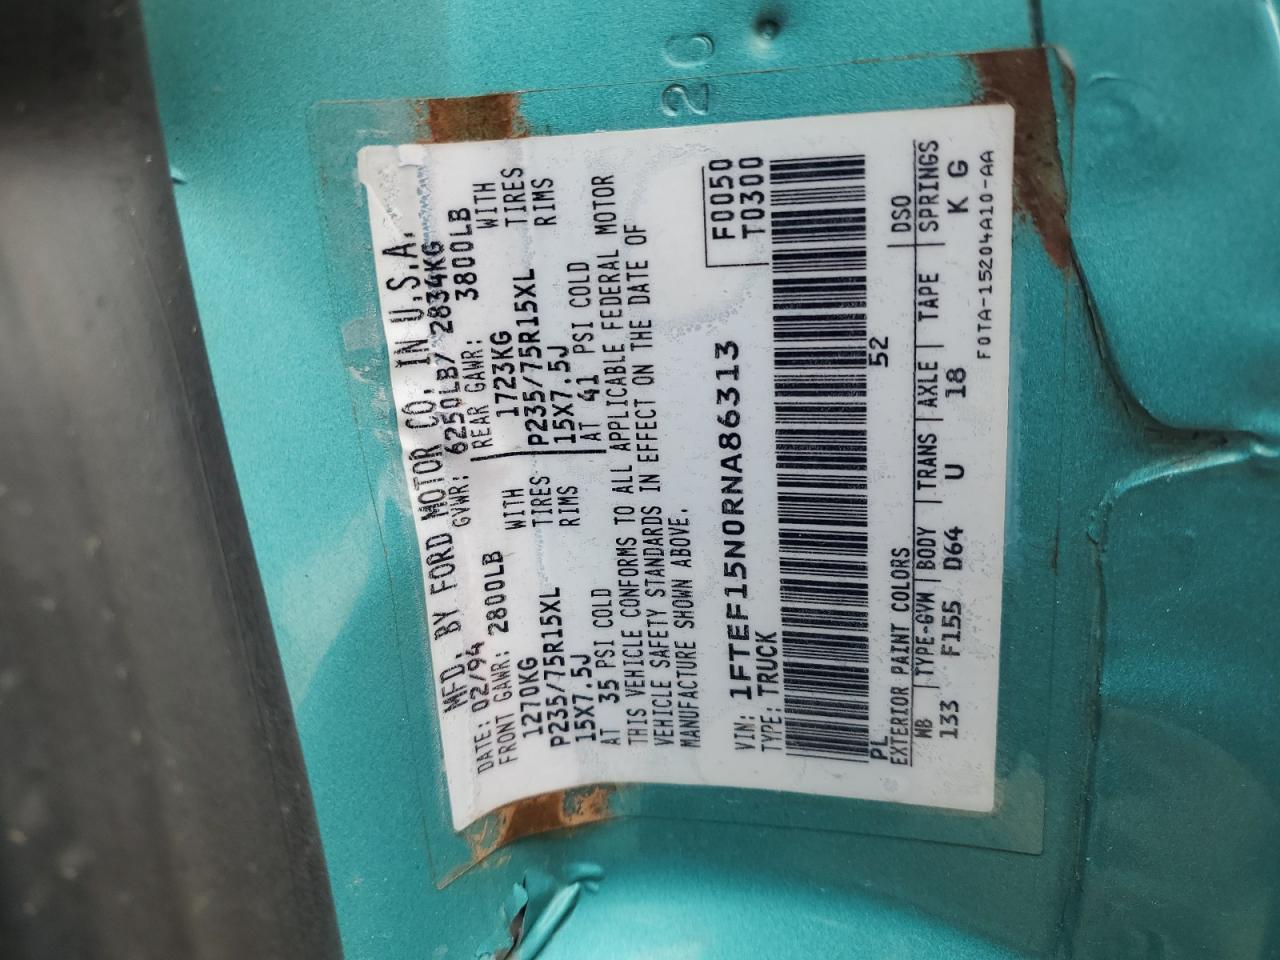 MFD. BY FORD MOTOR CO. IN U.S.A.
DATE: 02/94 GVWR: 6250LB/ 2834KG
FRONT GAWR: 2800LB REAR GAWR: 3800LB
1270KG WITH 1723KG WITH
P235/75R15XL TIRES P235/75R15XL TIRES
15X7.5J RIMS 15X7.5J RIMS
AT 35 PSI COLD AT 41 PSI COLD
THIS VEHICLE CONFORMS TO ALL APPLICABLE FEDERAL MOTOR
VEHICLE SAFETY STANDARDS IN EFFECT ON THE DATE OF
MANUFACTURE SHOWN ABOVE.
F0050
T0300
VIN: 1FTEF15N0RNA86313
TYPE: TRUCK
PL 52
EXTERIOR PAINT COLORS DSO
WB TYPE-GVW BODY TRANS AXLE TAPE SPRINGS
133 F155 D64 U 18 K G
F0TA-15204A10-AA
2C